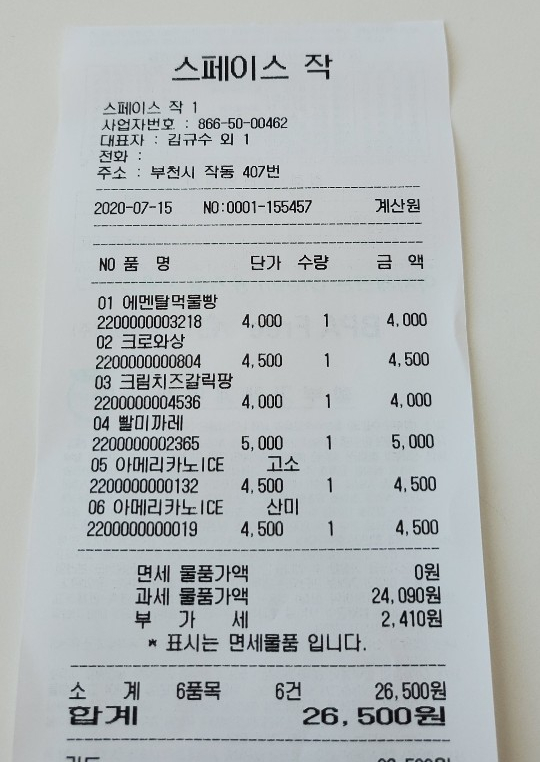 스페이스 작
스페이스 작 1
사업자번호 : 866-50-00462
대표자 : 김규수 외 1
전화 :
주소 : 부천시 작동 407번
2020-07-15 NO:0001-155457 계산원
NO 품 명 단가 수량 금 액
01 에멘탈먹물빵
2200000003218 4,000 1 4,000
02 크로와상
2200000000804 4,500 1 4,500
03 크림치즈갈릭팡
2200000004536 4,000 1 4,000
04 빨미까레
2200000002365 5,000 1 5,000
05 아메리카노ICE 고소
2200000000132 4,500 1 4,500
06 아메리카노ICE 산미
2200000000019 4,500 1 4,500
면세 물품가액 0원
과세 물품가액 24,090원
부 가 세 2,410원
* 표시는 면세물품 입니다.
소 계 6품목 6건 26,500원
합계 26,500원